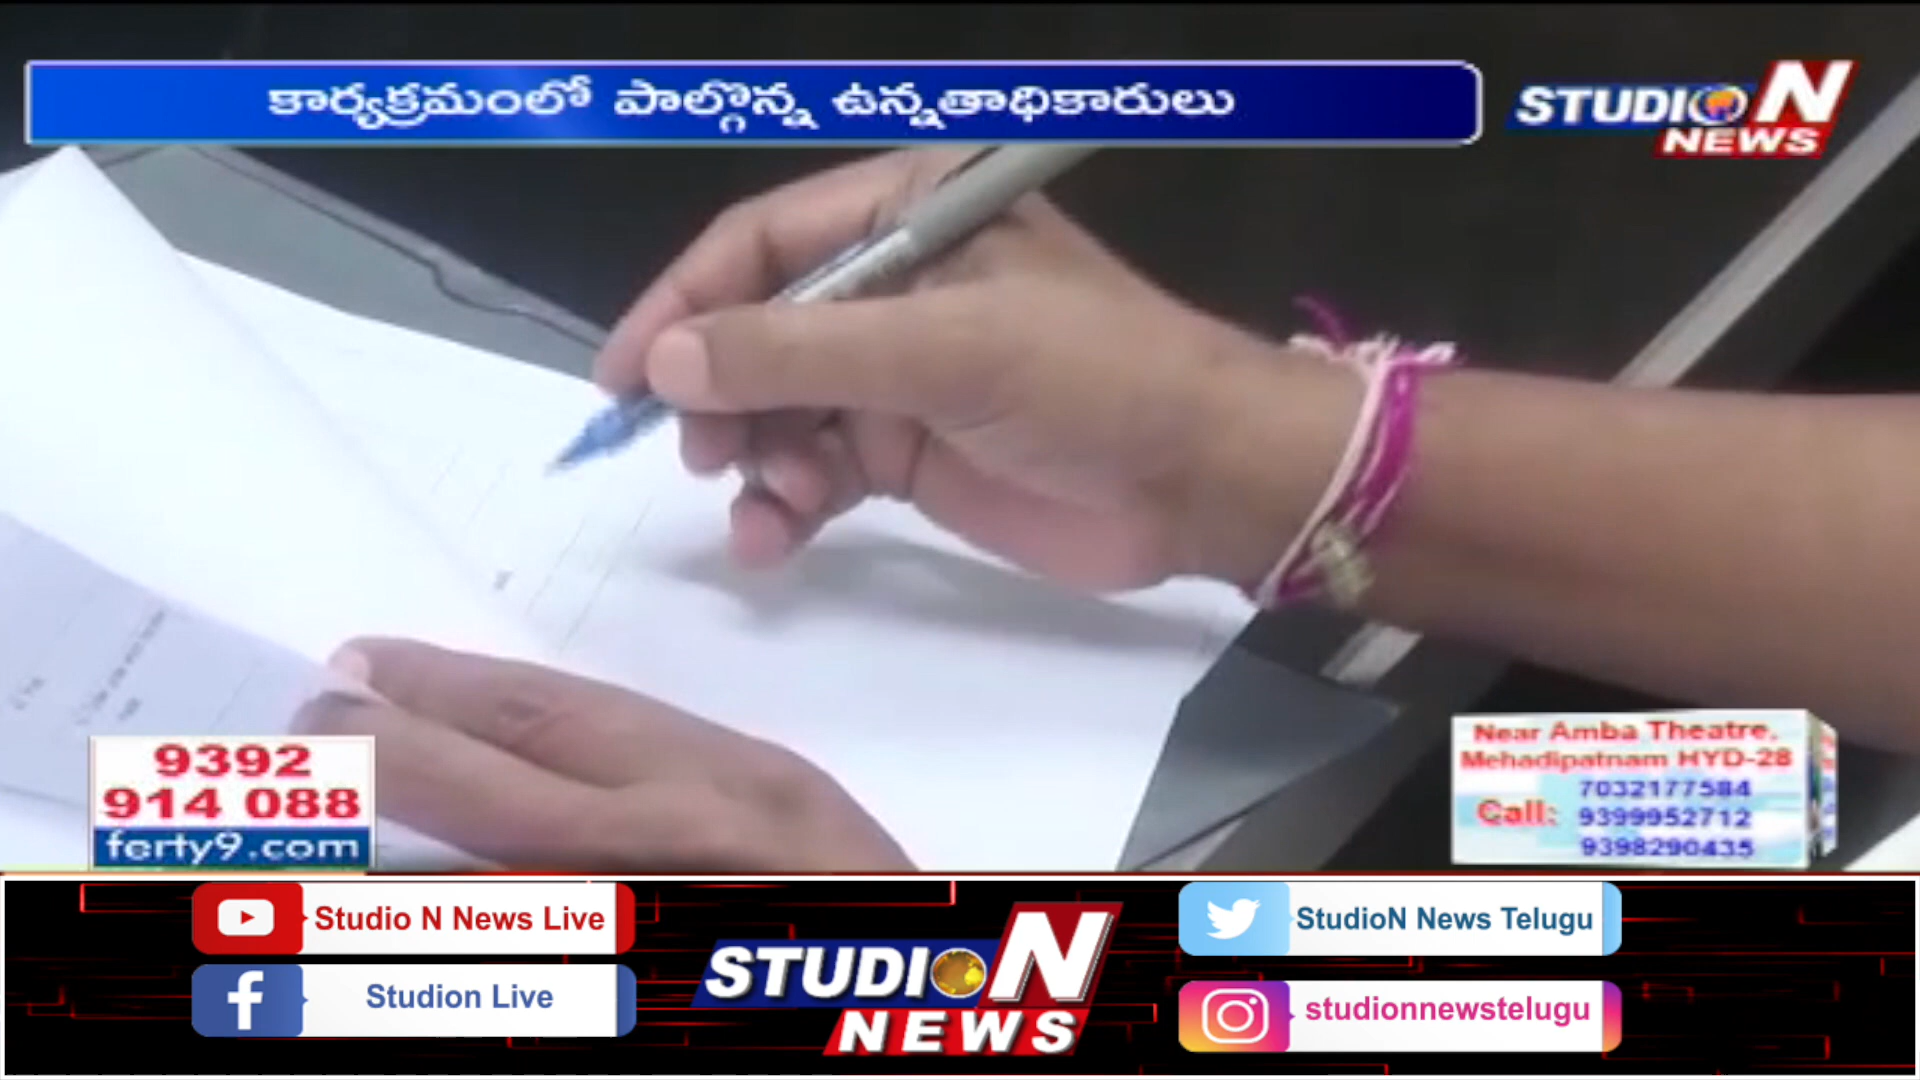 కార్యక్రమంలో పాల్గొన్న ఉన్నతాధికారులు
STUDIO N
NEWS
9392
914 088
ferty9.com
Near Amba Theatre,
Mehadipatnam HYD-28
Call:
7032177584
9399952712
9398290435
Studio N News Live
Studion Live
STUDIO N
NEWS
StudioN News Telugu
studionnewstelugu